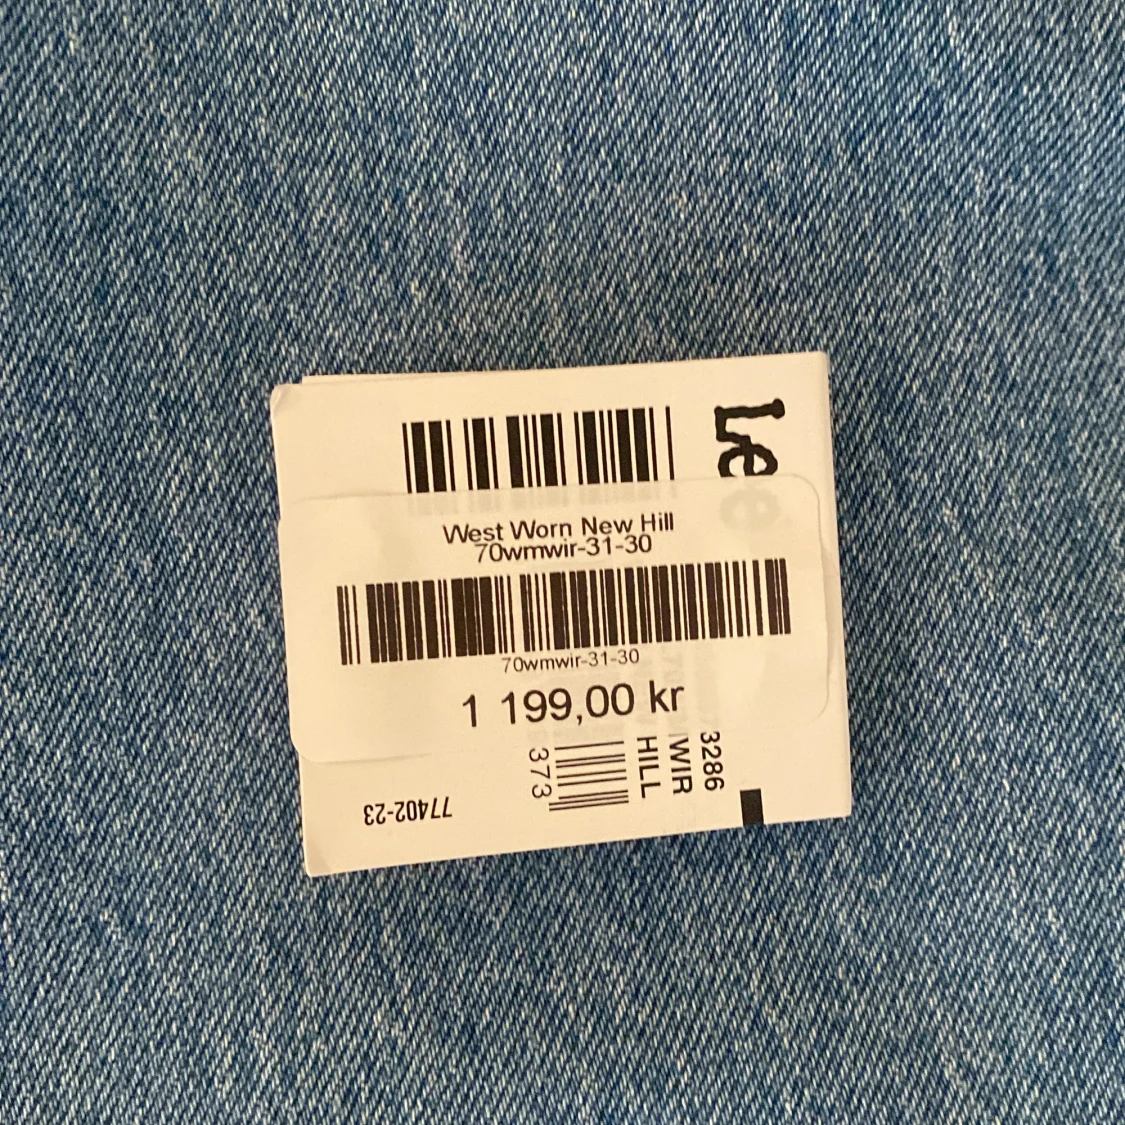 Lee
West Worn New Hill
70wmwir-31-30
70wmwir-31-30
1 199,00 kr
3286
WIR
HILL
373
77402-23